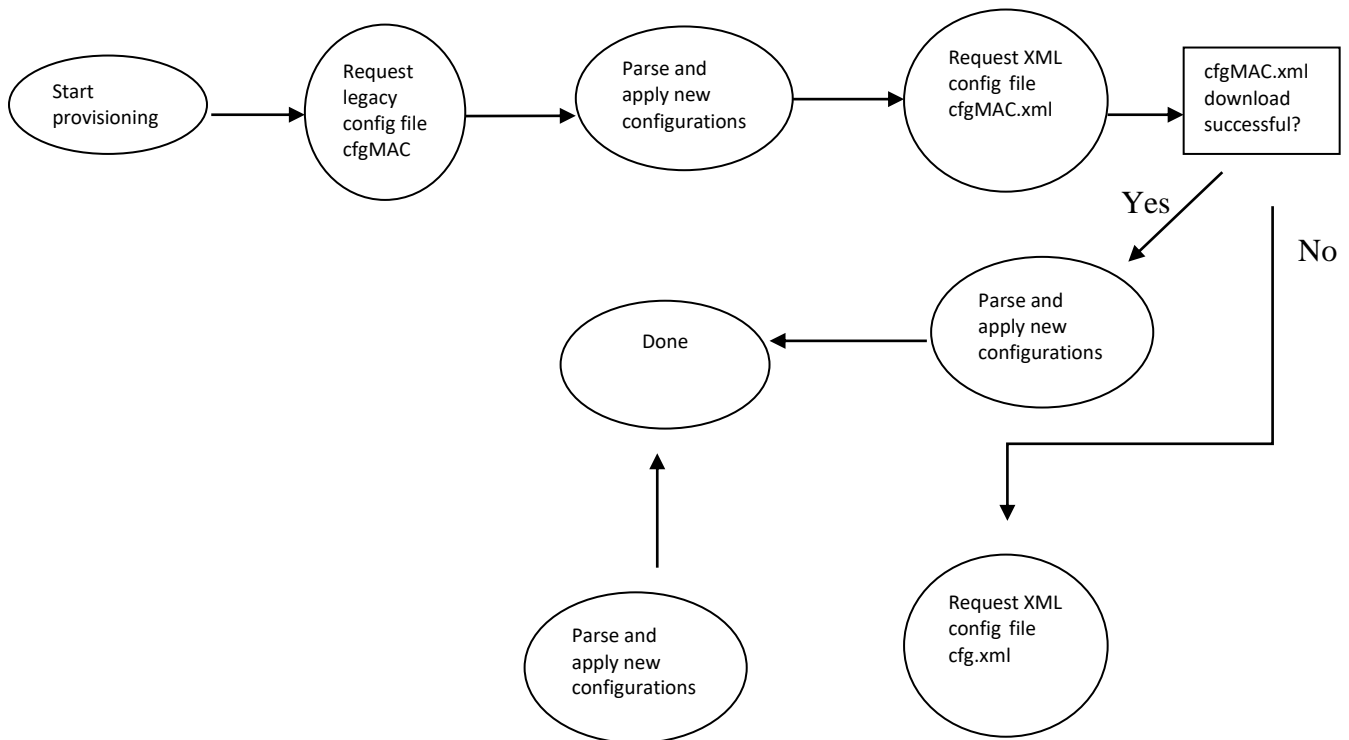 Start
provisioning
Request
legacy
config file
cfgMAC
Parse and
apply new
configurations
Request XML
config file
cfgMAC.xml
cfgMAC.xml
download
successful?
Yes
No
Parse and
apply new
configurations
Done
Request XML
config file
cfg.xml
Parse and
apply new
configurations